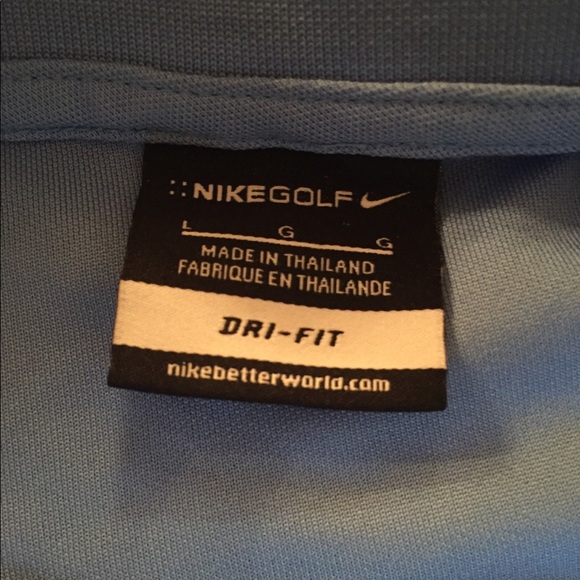 NIKEGOLF
L G G
MADE IN THAILAND
FABRIQUE EN THAILANDE
DRI-FIT
nikebetterworld.com